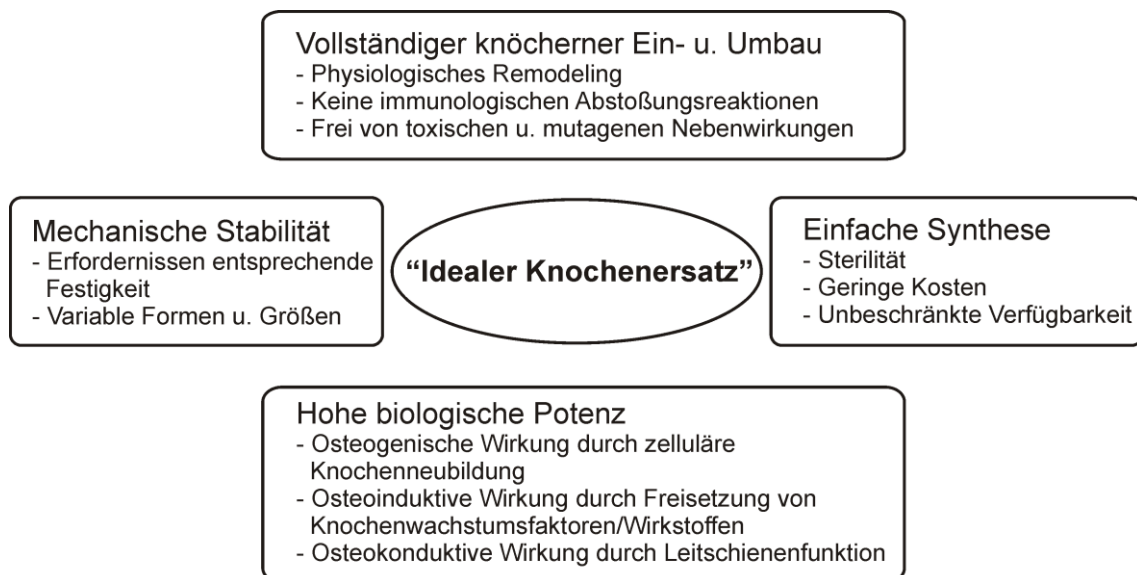 Vollständiger knöcherner Ein- u. Umbau
- Physiologisches Remodeling
- Keine immunologischen Abstoßungsreaktionen
- Frei von toxischen u. mutagenen Nebenwirkungen
Mechanische Stabilität
- Erfordernissen entsprechende
Festigkeit
- Variable Formen u. Größen
“Idealer Knochenersatz”
Einfache Synthese
- Sterilität
- Geringe Kosten
- Unbeschränkte Verfügbarkeit
Hohe biologische Potenz
- Osteogenische Wirkung durch zelluläre
Knochenneubildung
- Osteoinduktive Wirkung durch Freisetzung von
Knochenwachstumsfaktoren/Wirkstoffen
- Osteokonduktive Wirkung durch Leitschienenfunktion